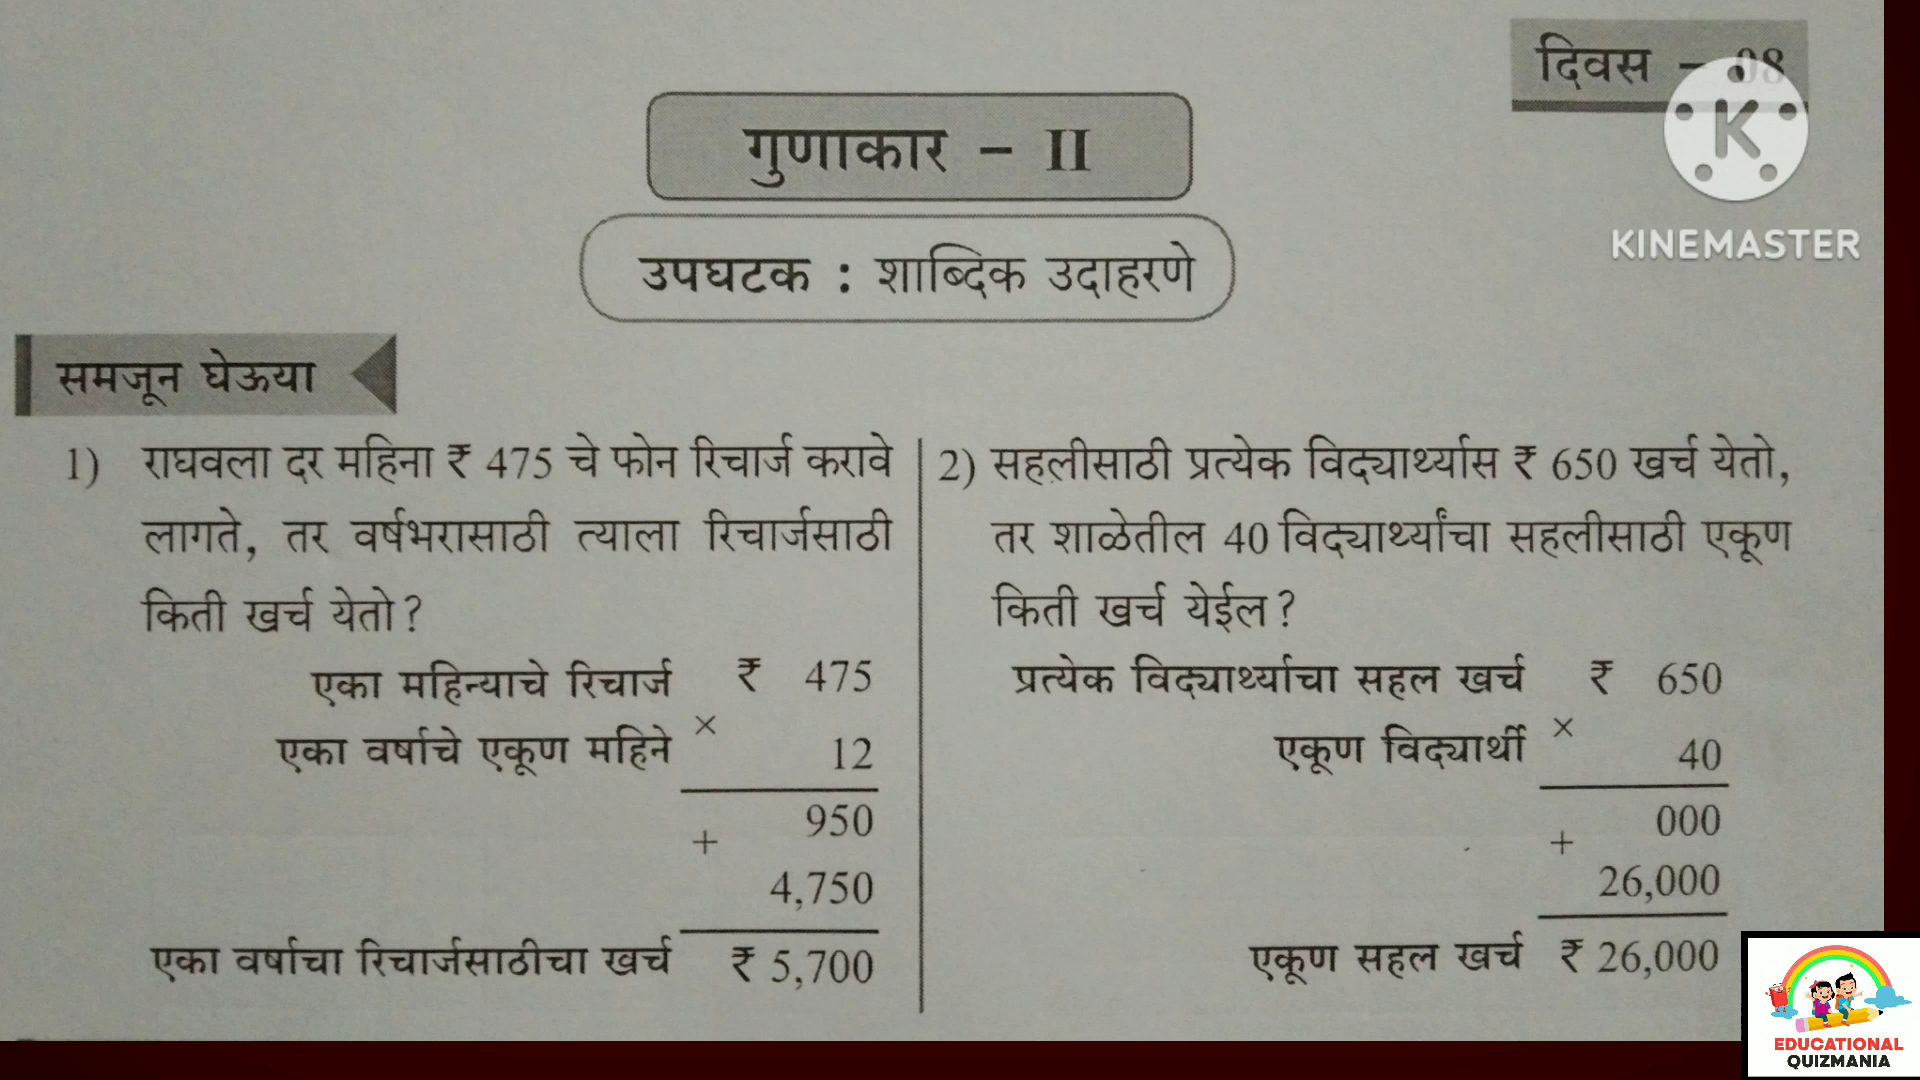 दिवस – 08
K
KINEMASTER
गुणाकार – II
उपघटक : शाब्दिक उदाहरणे
समजून घेऊया
1) राघवला दर महिना ₹ 475 चे फोन रिचार्ज करावे
लागते, तर वर्षभरासाठी त्याला रिचार्जसाठी
किती खर्च येतो?
एका महिन्याचे रिचार्ज ₹ 475
×
एका वर्षाचे एकूण महिने 12
950
+
4,750
एका वर्षाचा रिचार्जसाठीचा खर्च ₹ 5,700
2) सहलीसाठी प्रत्येक विद्यार्थ्यास ₹ 650 खर्च येतो,
तर शाळेतील 40 विद्यार्थ्यांचा सहलीसाठी एकूण
किती खर्च येईल?
प्रत्येक विद्यार्थ्याचा सहल खर्च ₹ 650
×
एकूण विद्यार्थी 40
000
+
26,000
एकूण सहल खर्च ₹ 26,000
EDUCATIONAL
QUIZMANIA